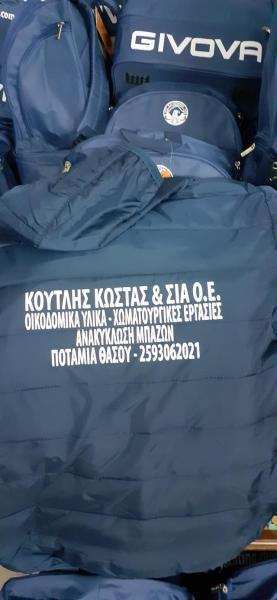 GIVOVA
ΚΟΥΤΛΗΣ ΚΩΣΤΑΣ & ΣΙΑ Ο.Ε.
ΟΙΚΟΔΟΜΙΚΑ ΥΛΙΚΑ - ΧΩΜΑΤΟΥΡΓΙΚΕΣ ΕΡΓΑΣΙΕΣ
ΑΝΑΚΥΚΛΩΣΗ ΜΠΑΖΩΝ
ΠΟΤΑΜΙΑ ΘΑΣΟΥ - 2593062021